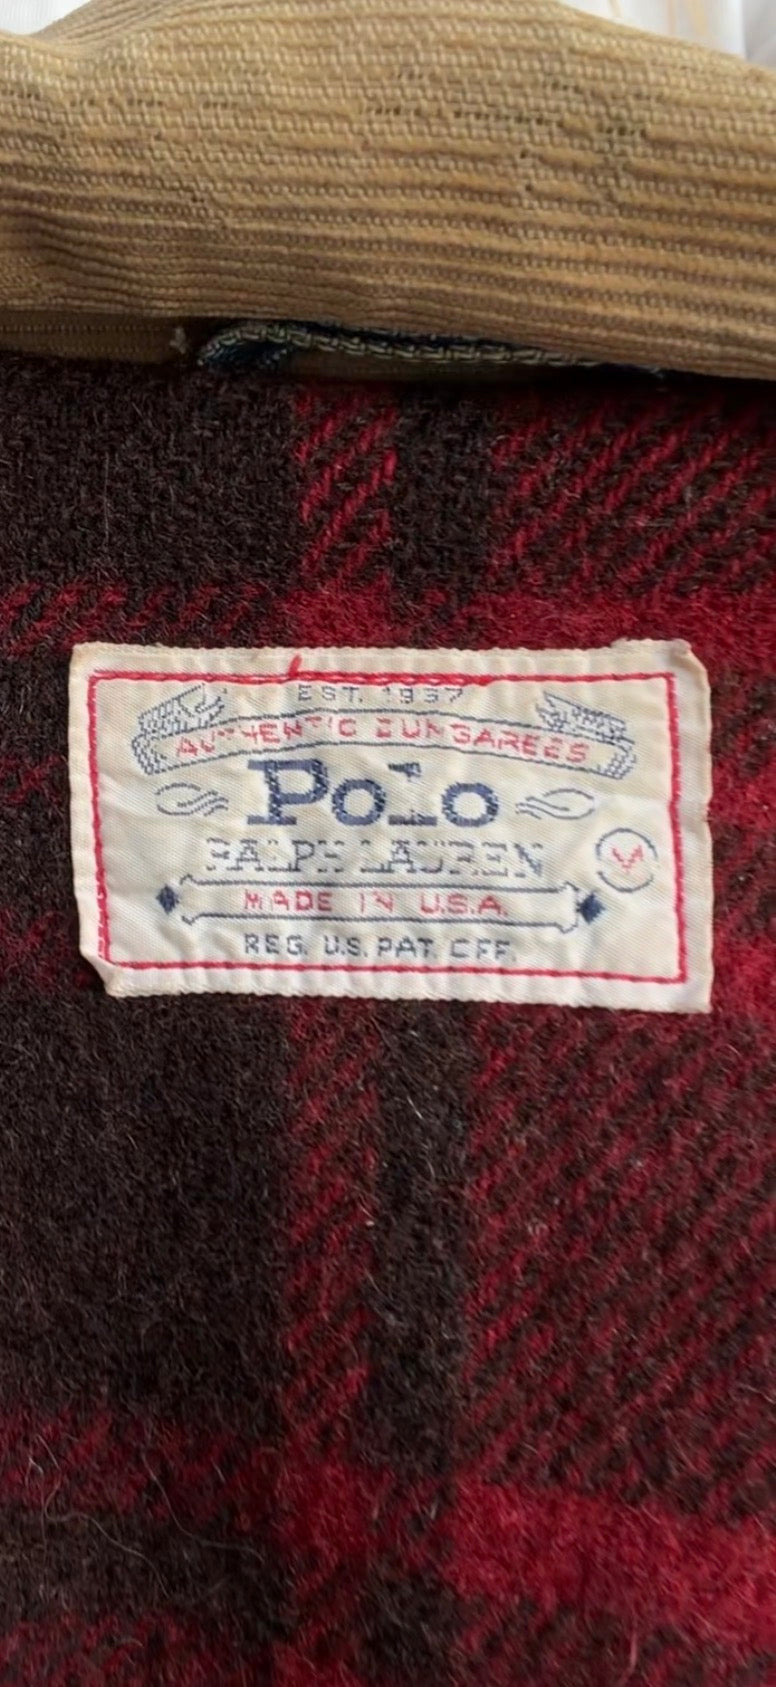 EST. 1967
AUTHENTIC DUNGAREES
Polo
RALPH LAUREN
M
MADE IN U.S.A.
REG. U.S. PAT. OFF.